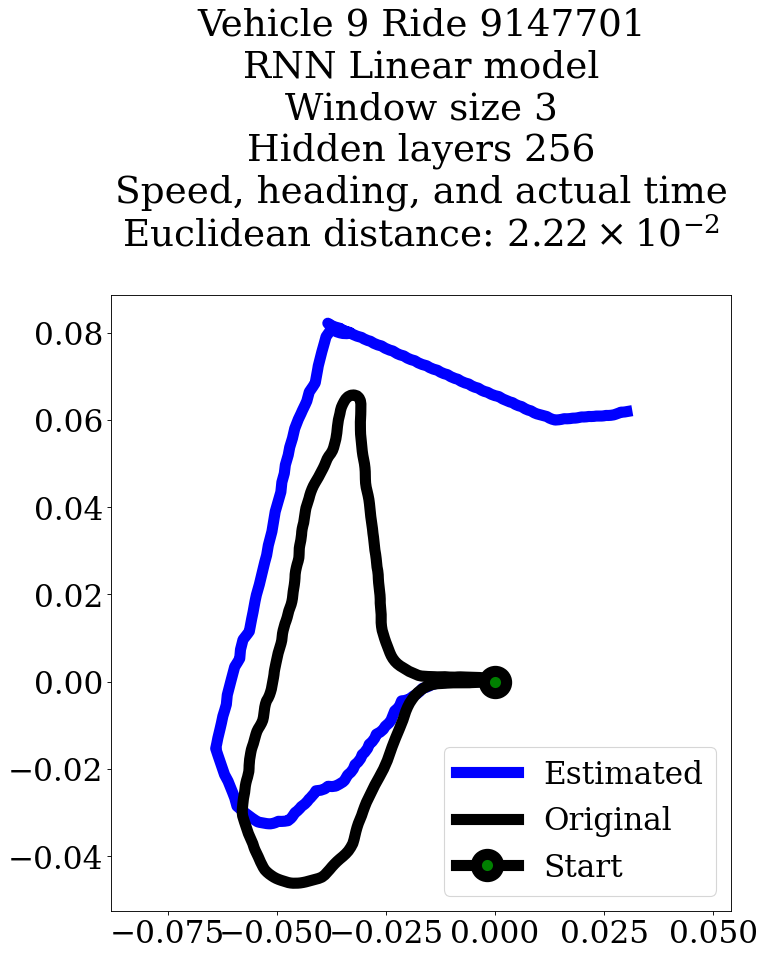 Vehicle 9 Ride 9147701
RNN Linear model
Window size 3
Hidden layers 256
Speed, heading, and actual time
Euclidean distance: 2.22 × 10⁻²
0.08
0.06
0.04
0.02
0.00
−0.02
−0.04
Estimated
Original
Start
−0.075 −0.050 −0.025 0.000 0.025 0.050